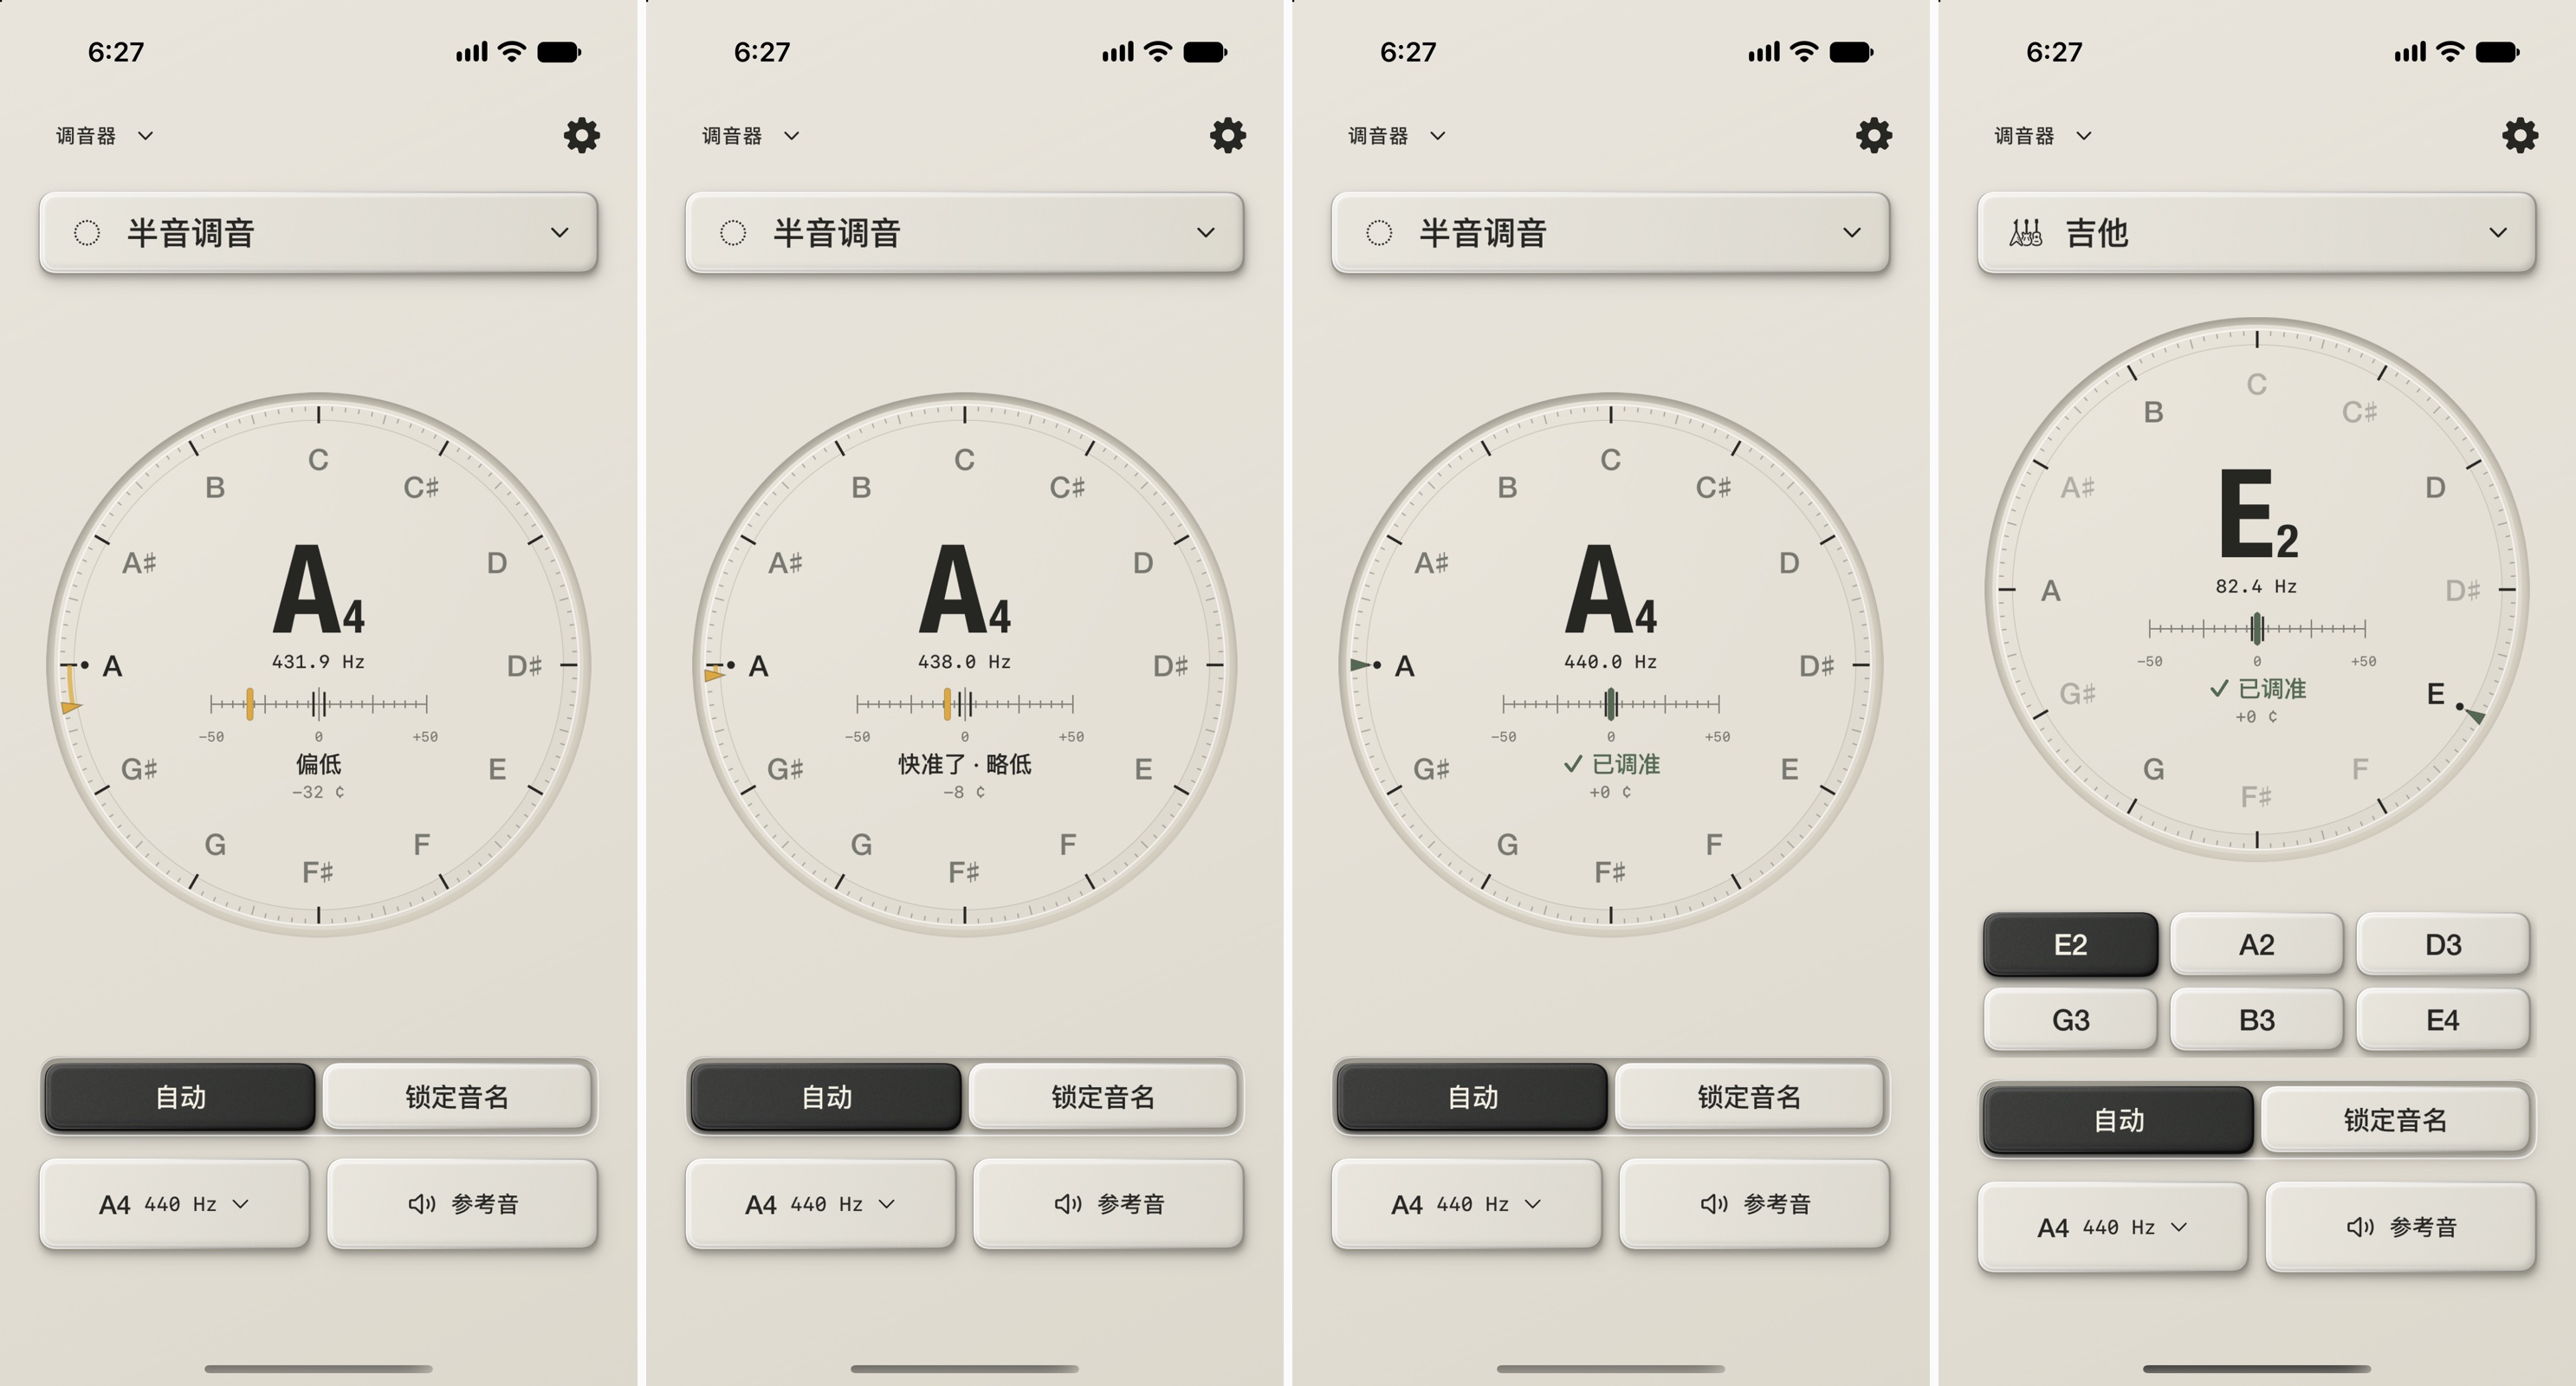 6:27
调音器
半音调音
C
B C♯
A♯ D
A4
A D♯
431.9 Hz
-50 0 +50
偏低
−32 ¢
G♯ E
G F
F♯
自动 锁定音名
A4 440 Hz 参考音
6:27
调音器
半音调音
C
B C♯
A♯ D
A4
A D♯
438.0 Hz
-50 0 +50
快准了 · 略低
−8 ¢
G♯ E
G F
F♯
自动 锁定音名
A4 440 Hz 参考音
6:27
调音器
半音调音
C
B C♯
A♯ D
A4
A D♯
440.0 Hz
-50 0 +50
已调准
+0 ¢
G♯ E
G F
F♯
自动 锁定音名
A4 440 Hz 参考音
6:27
调音器
吉他
C
B C♯
A♯ D
E2
A D♯
82.4 Hz
-50 0 +50
已调准
+0 ¢
G♯ E
G F
F♯
E2 A2 D3
G3 B3 E4
自动 锁定音名
A4 440 Hz 参考音